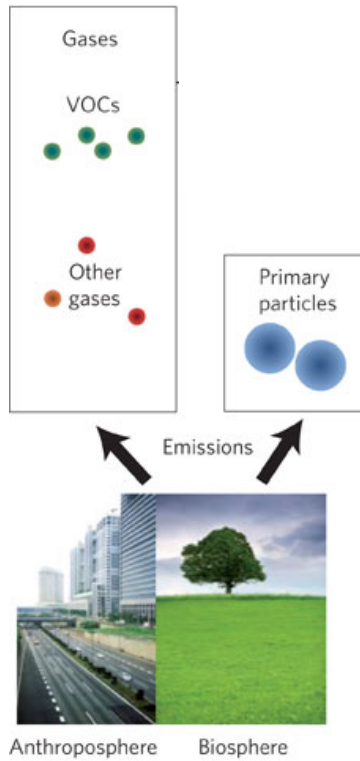 Gases
VOCs
Other
gases
Primary
particles
Emissions
Anthroposphere
Biosphere